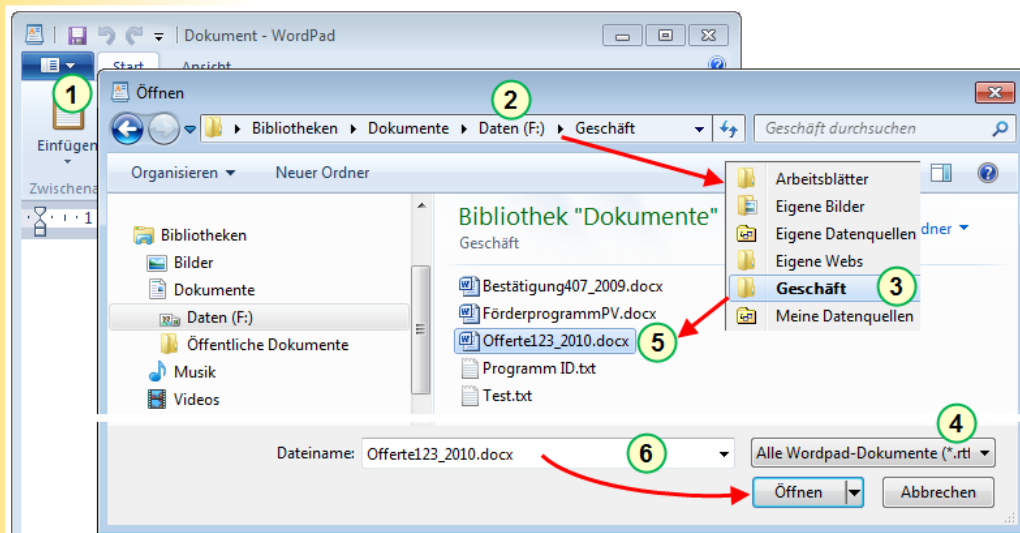 Dokument - WordPad
Start Ansicht
1
Einfügen
Zwischena
1
Öffnen
2
Bibliotheken Dokumente Daten (F:) Geschäft
Geschäft durchsuchen
Organisieren Neuer Ordner
Bibliotheken
Bilder
Dokumente
Daten (F:)
Öffentliche Dokumente
Musik
Videos
Bibliothek "Dokumente"
Geschäft
dner
Bestätigung407_2009.docx
FörderprogrammPV.docx
Offerte123_2010.docx
5
Programm ID.txt
Test.txt
Arbeitsblätter
Eigene Bilder
Eigene Datenquellen
Eigene Webs
Geschäft
3
Meine Datenquellen
4
Dateiname: Offerte123_2010.docx
6
Alle Wordpad-Dokumente (*.rtf
Öffnen Abbrechen